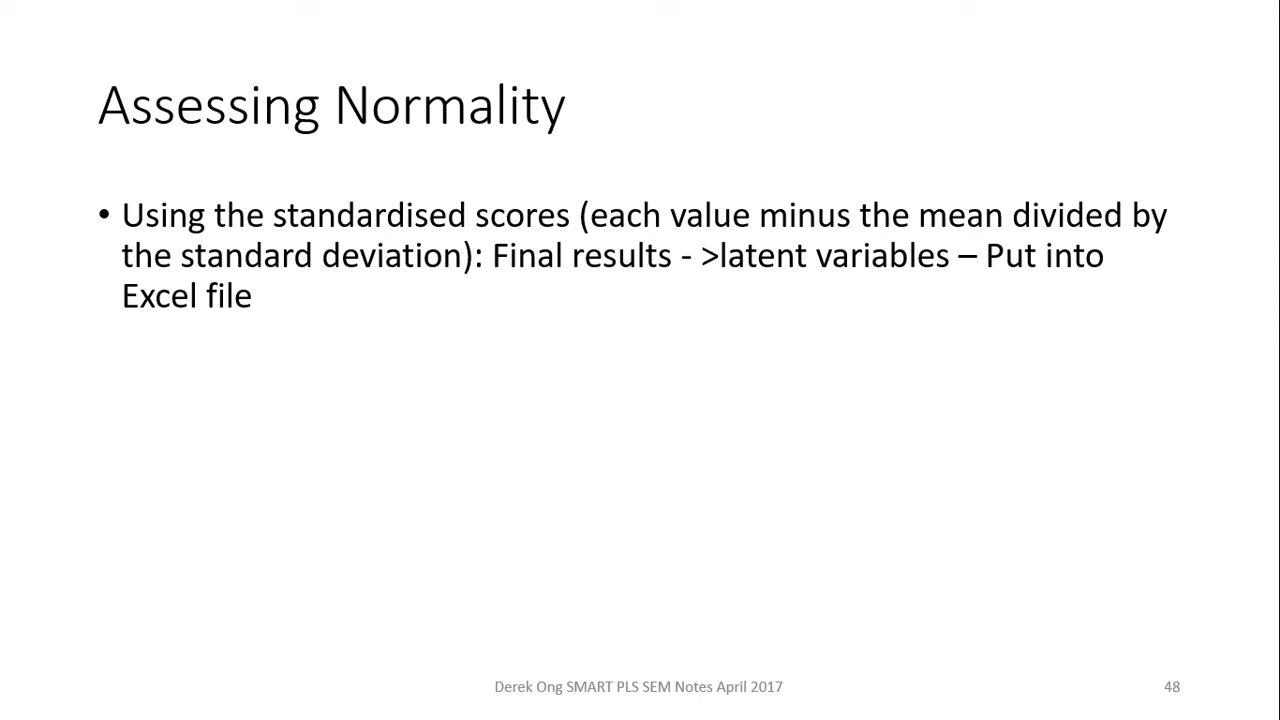 Assessing Normality
• Using the standardised scores (each value minus the mean divided by
the standard deviation): Final results - >latent variables – Put into
Excel file
Derek Ong SMART PLS SEM Notes April 2017
48